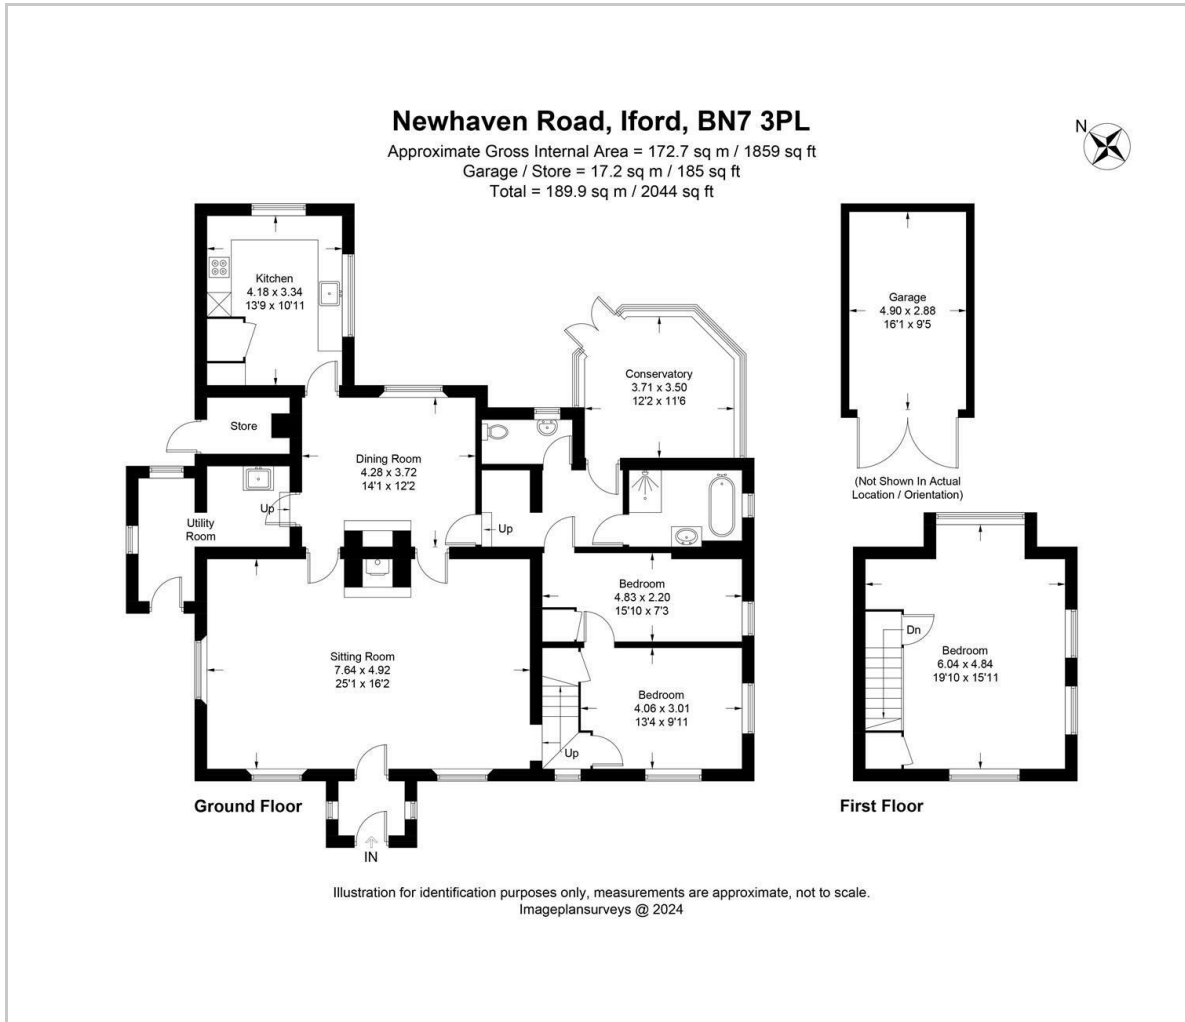 Newhaven Road, Iford, BN7 3PL
Approximate Gross Internal Area = 172.7 sq m / 1859 sq ft
Garage / Store = 17.2 sq m / 185 sq ft
Total = 189.9 sq m / 2044 sq ft
N
Kitchen
4.18 x 3.34
13'9 x 10'11
Garage
4.90 x 2.88
16'1 x 9'5
Conservatory
3.71 x 3.50
12'2 x 11'6
Store
Dining Room
4.28 x 3.72
14'1 x 12'2
(Not Shown In Actual
Location / Orientation)
Up
Utility
Room
Up
Bedroom
4.83 x 2.20
15'10 x 7'3
Dn
Sitting Room
7.64 x 4.92
25'1 x 16'2
Bedroom
6.04 x 4.84
19'10 x 15'11
Bedroom
4.06 x 3.01
13'4 x 9'11
Up
Ground Floor
First Floor
IN
Illustration for identification purposes only, measurements are approximate, not to scale.
Imageplansurveys @ 2024